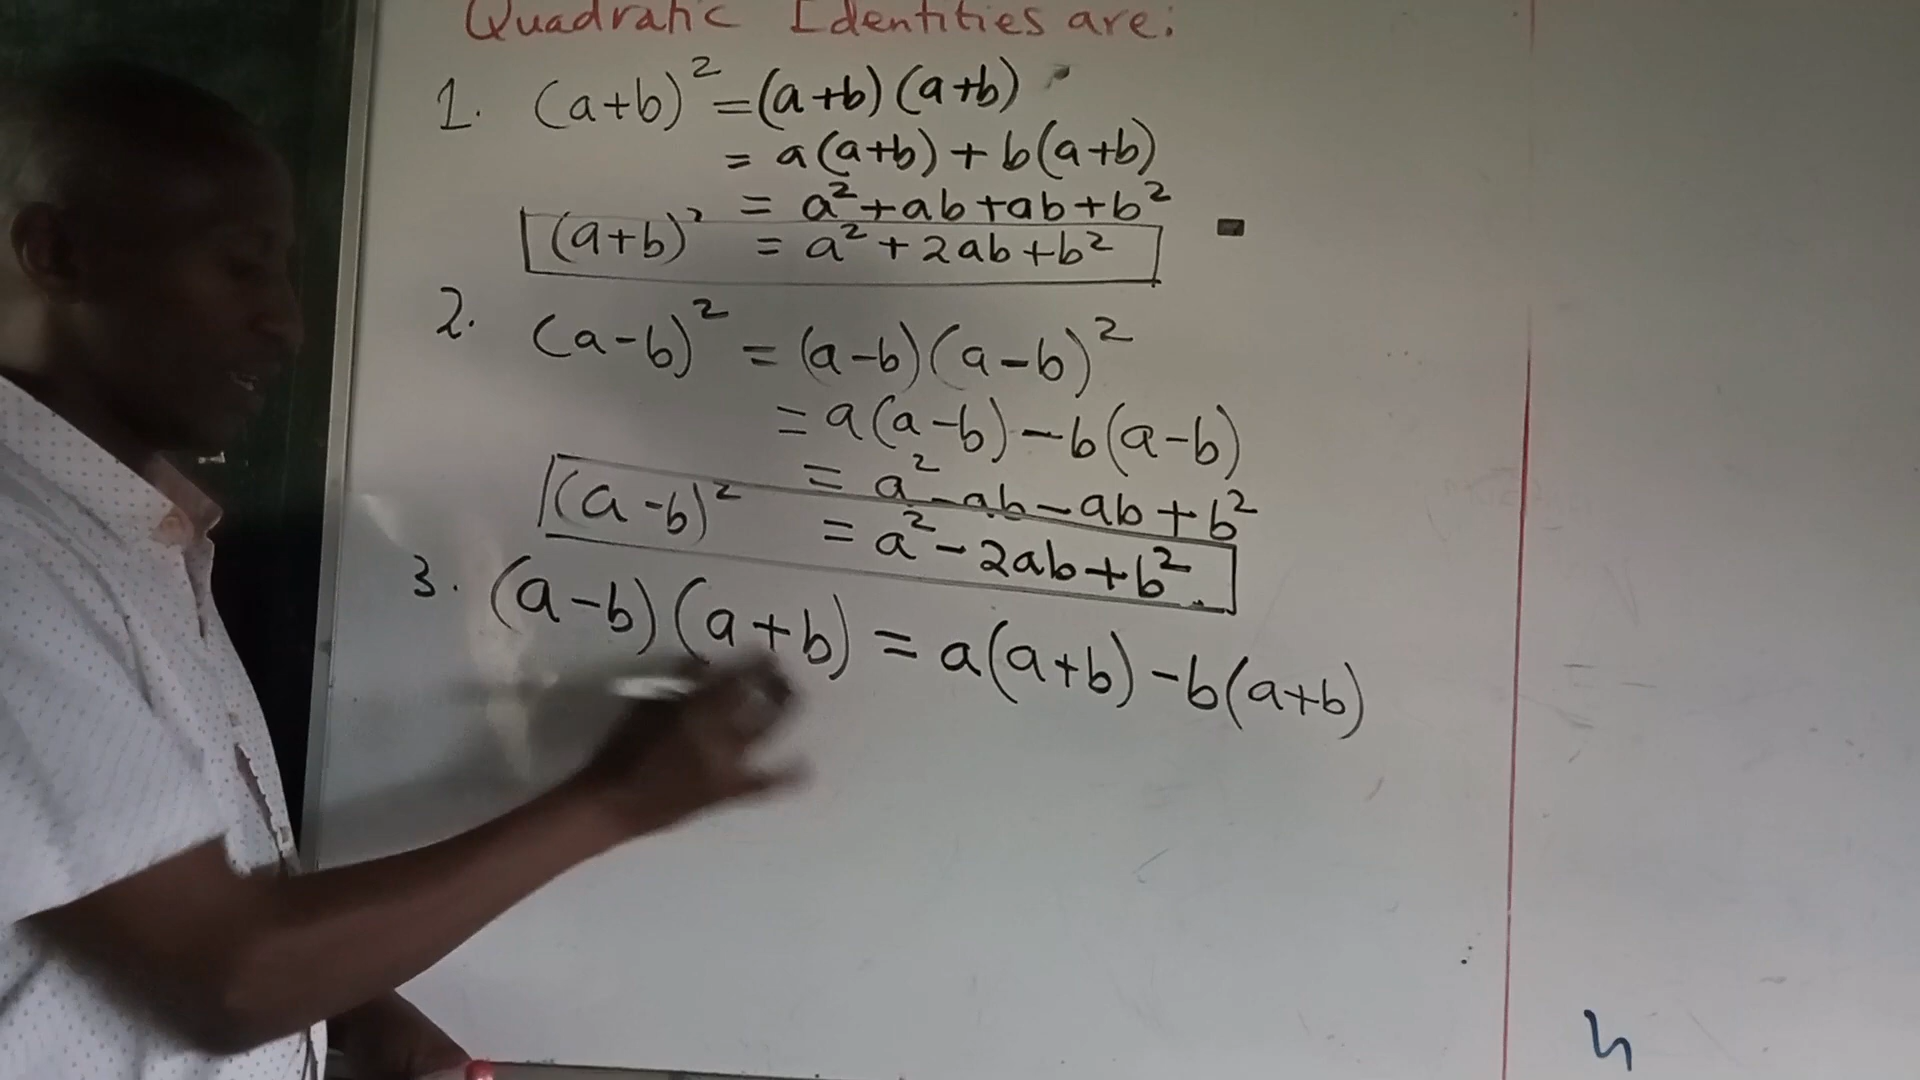 Quadratic Identities are:
1. (a+b)² = (a+b)(a+b)
= a(a+b) + b(a+b)
= a² + ab + ab + b²
(a+b)² = a² + 2ab + b²
2. (a-b)² = (a-b)(a-b)²
= a(a-b) - b(a-b)
= a² - ab - ab + b²
(a-b)² = a² - 2ab + b²
3. (a-b)(a+b) = a(a+b) - b(a+b)